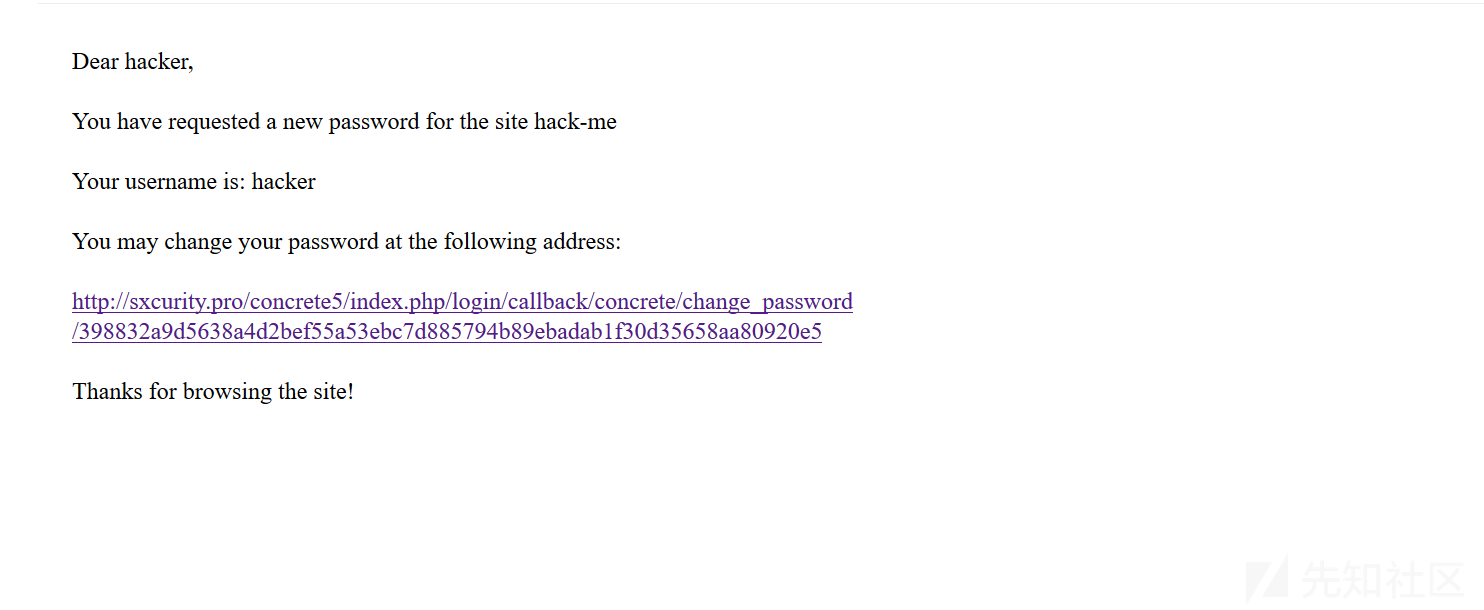 Dear hacker,
You have requested a new password for the site hack-me
Your username is: hacker
You may change your password at the following address:
http://sxcurity.pro/concrete5/index.php/login/callback/concrete/change_password
/398832a9d5638a4d2bef55a53ebc7d885794b89ebadab1f30d35658aa80920e5
Thanks for browsing the site!
先知社区